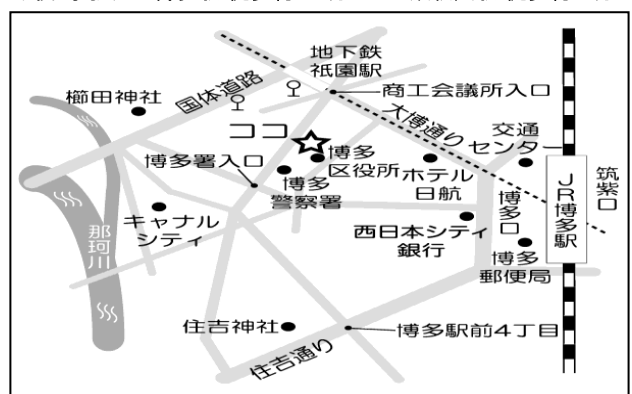 地下鉄
祇園駅
商工会議所入口
櫛田神社
国体道路
大博通り
交通
センター
ココ
博多署入口
博多
区役所
博多
警察署
ホテル
日航
筑紫口
JR博多駅
博多口
キャナル
シティ
西日本シティ
銀行
那珂川
博多
郵便局
住吉神社
博多駅前4丁目
住吉通り